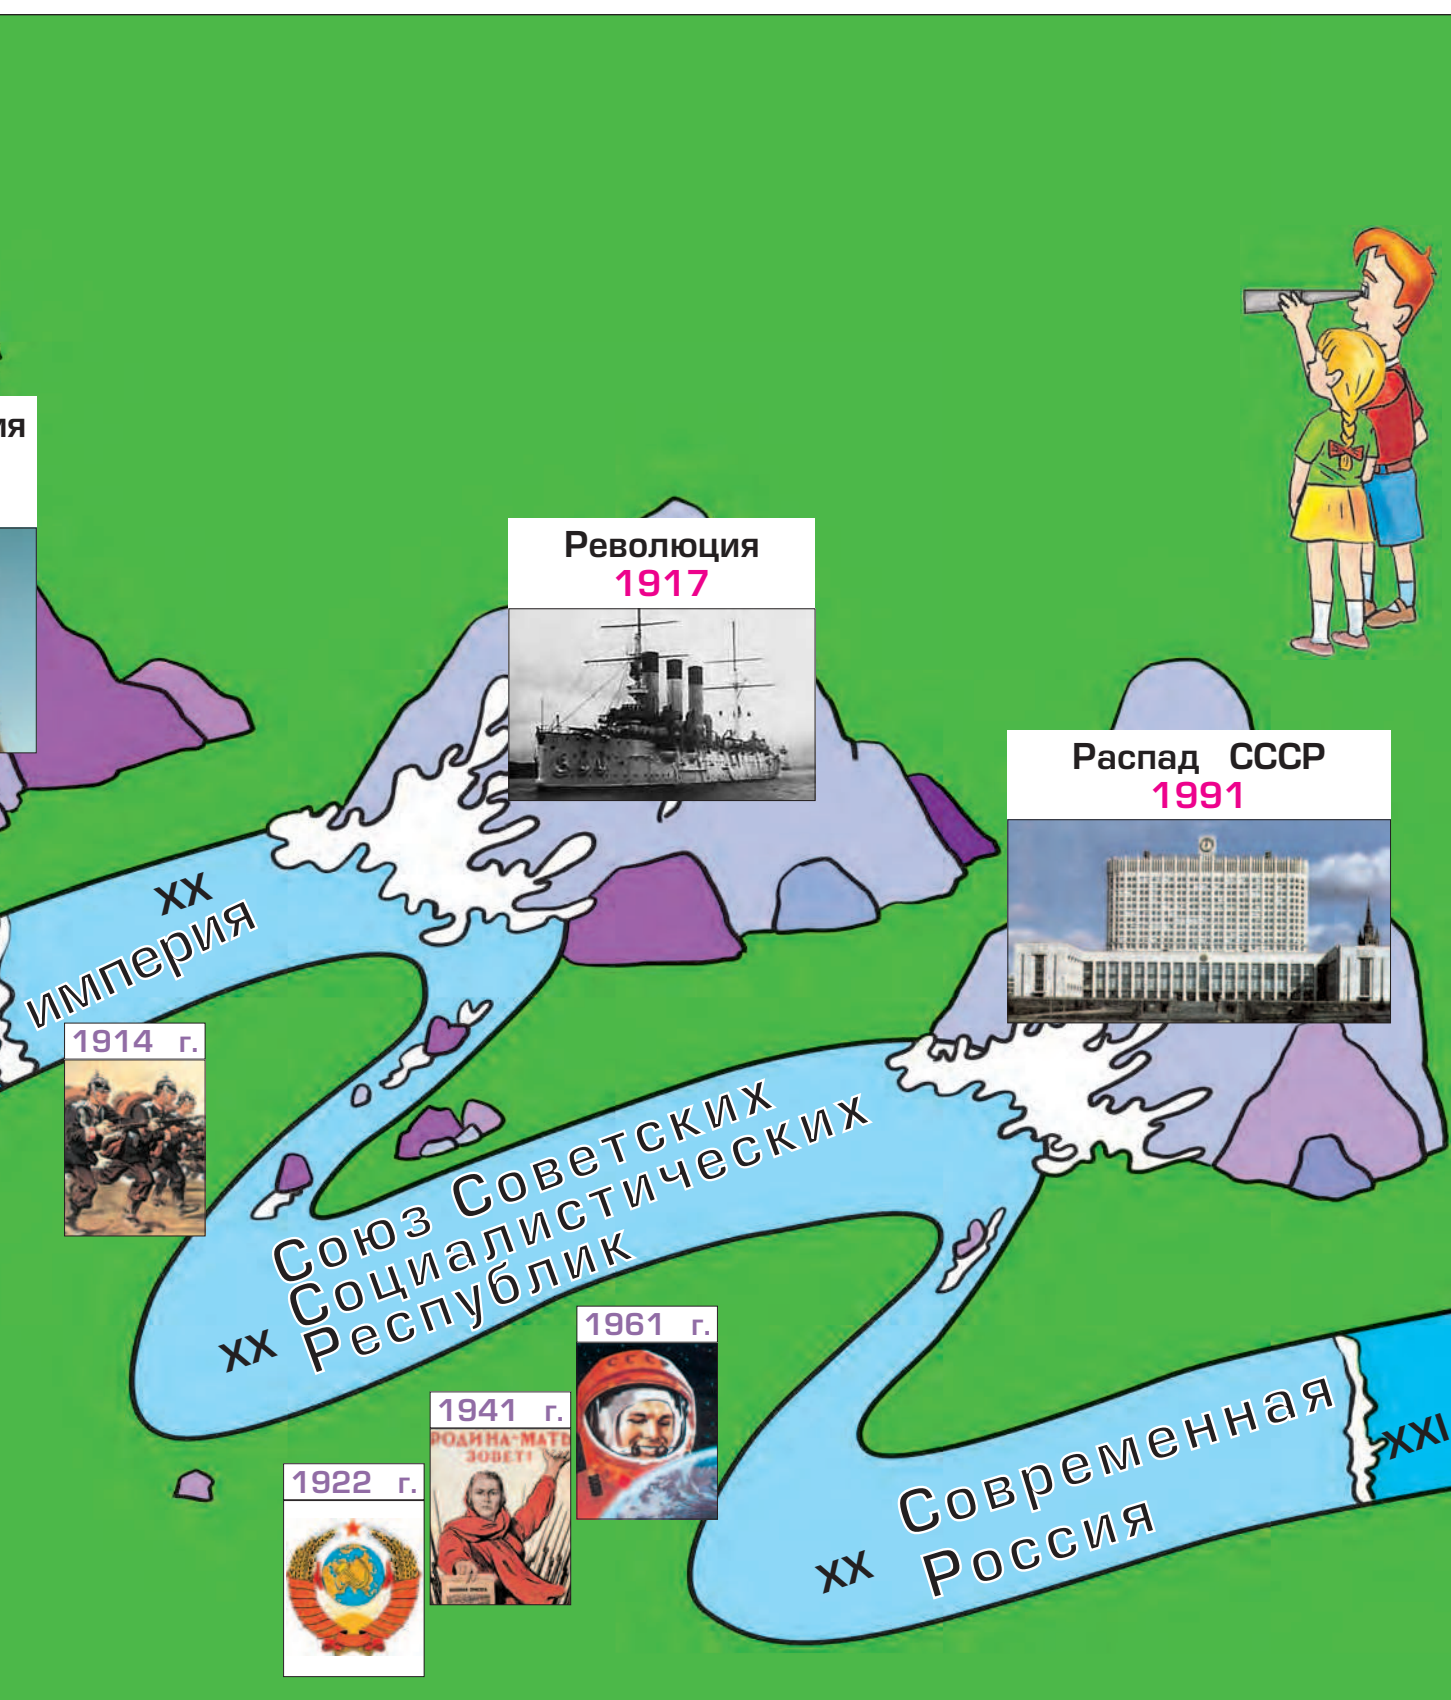 ия
Революция
1917
Распад СССР
1991
XX
империя
1914 г.
Союз Советских
Социалистических
Республик
XX
1961 г.
СССР
1941 г.
РОДИНА-МАТЬ
ЗОВЕТ!
1922 г.
Современная
Россия
XX
XXI